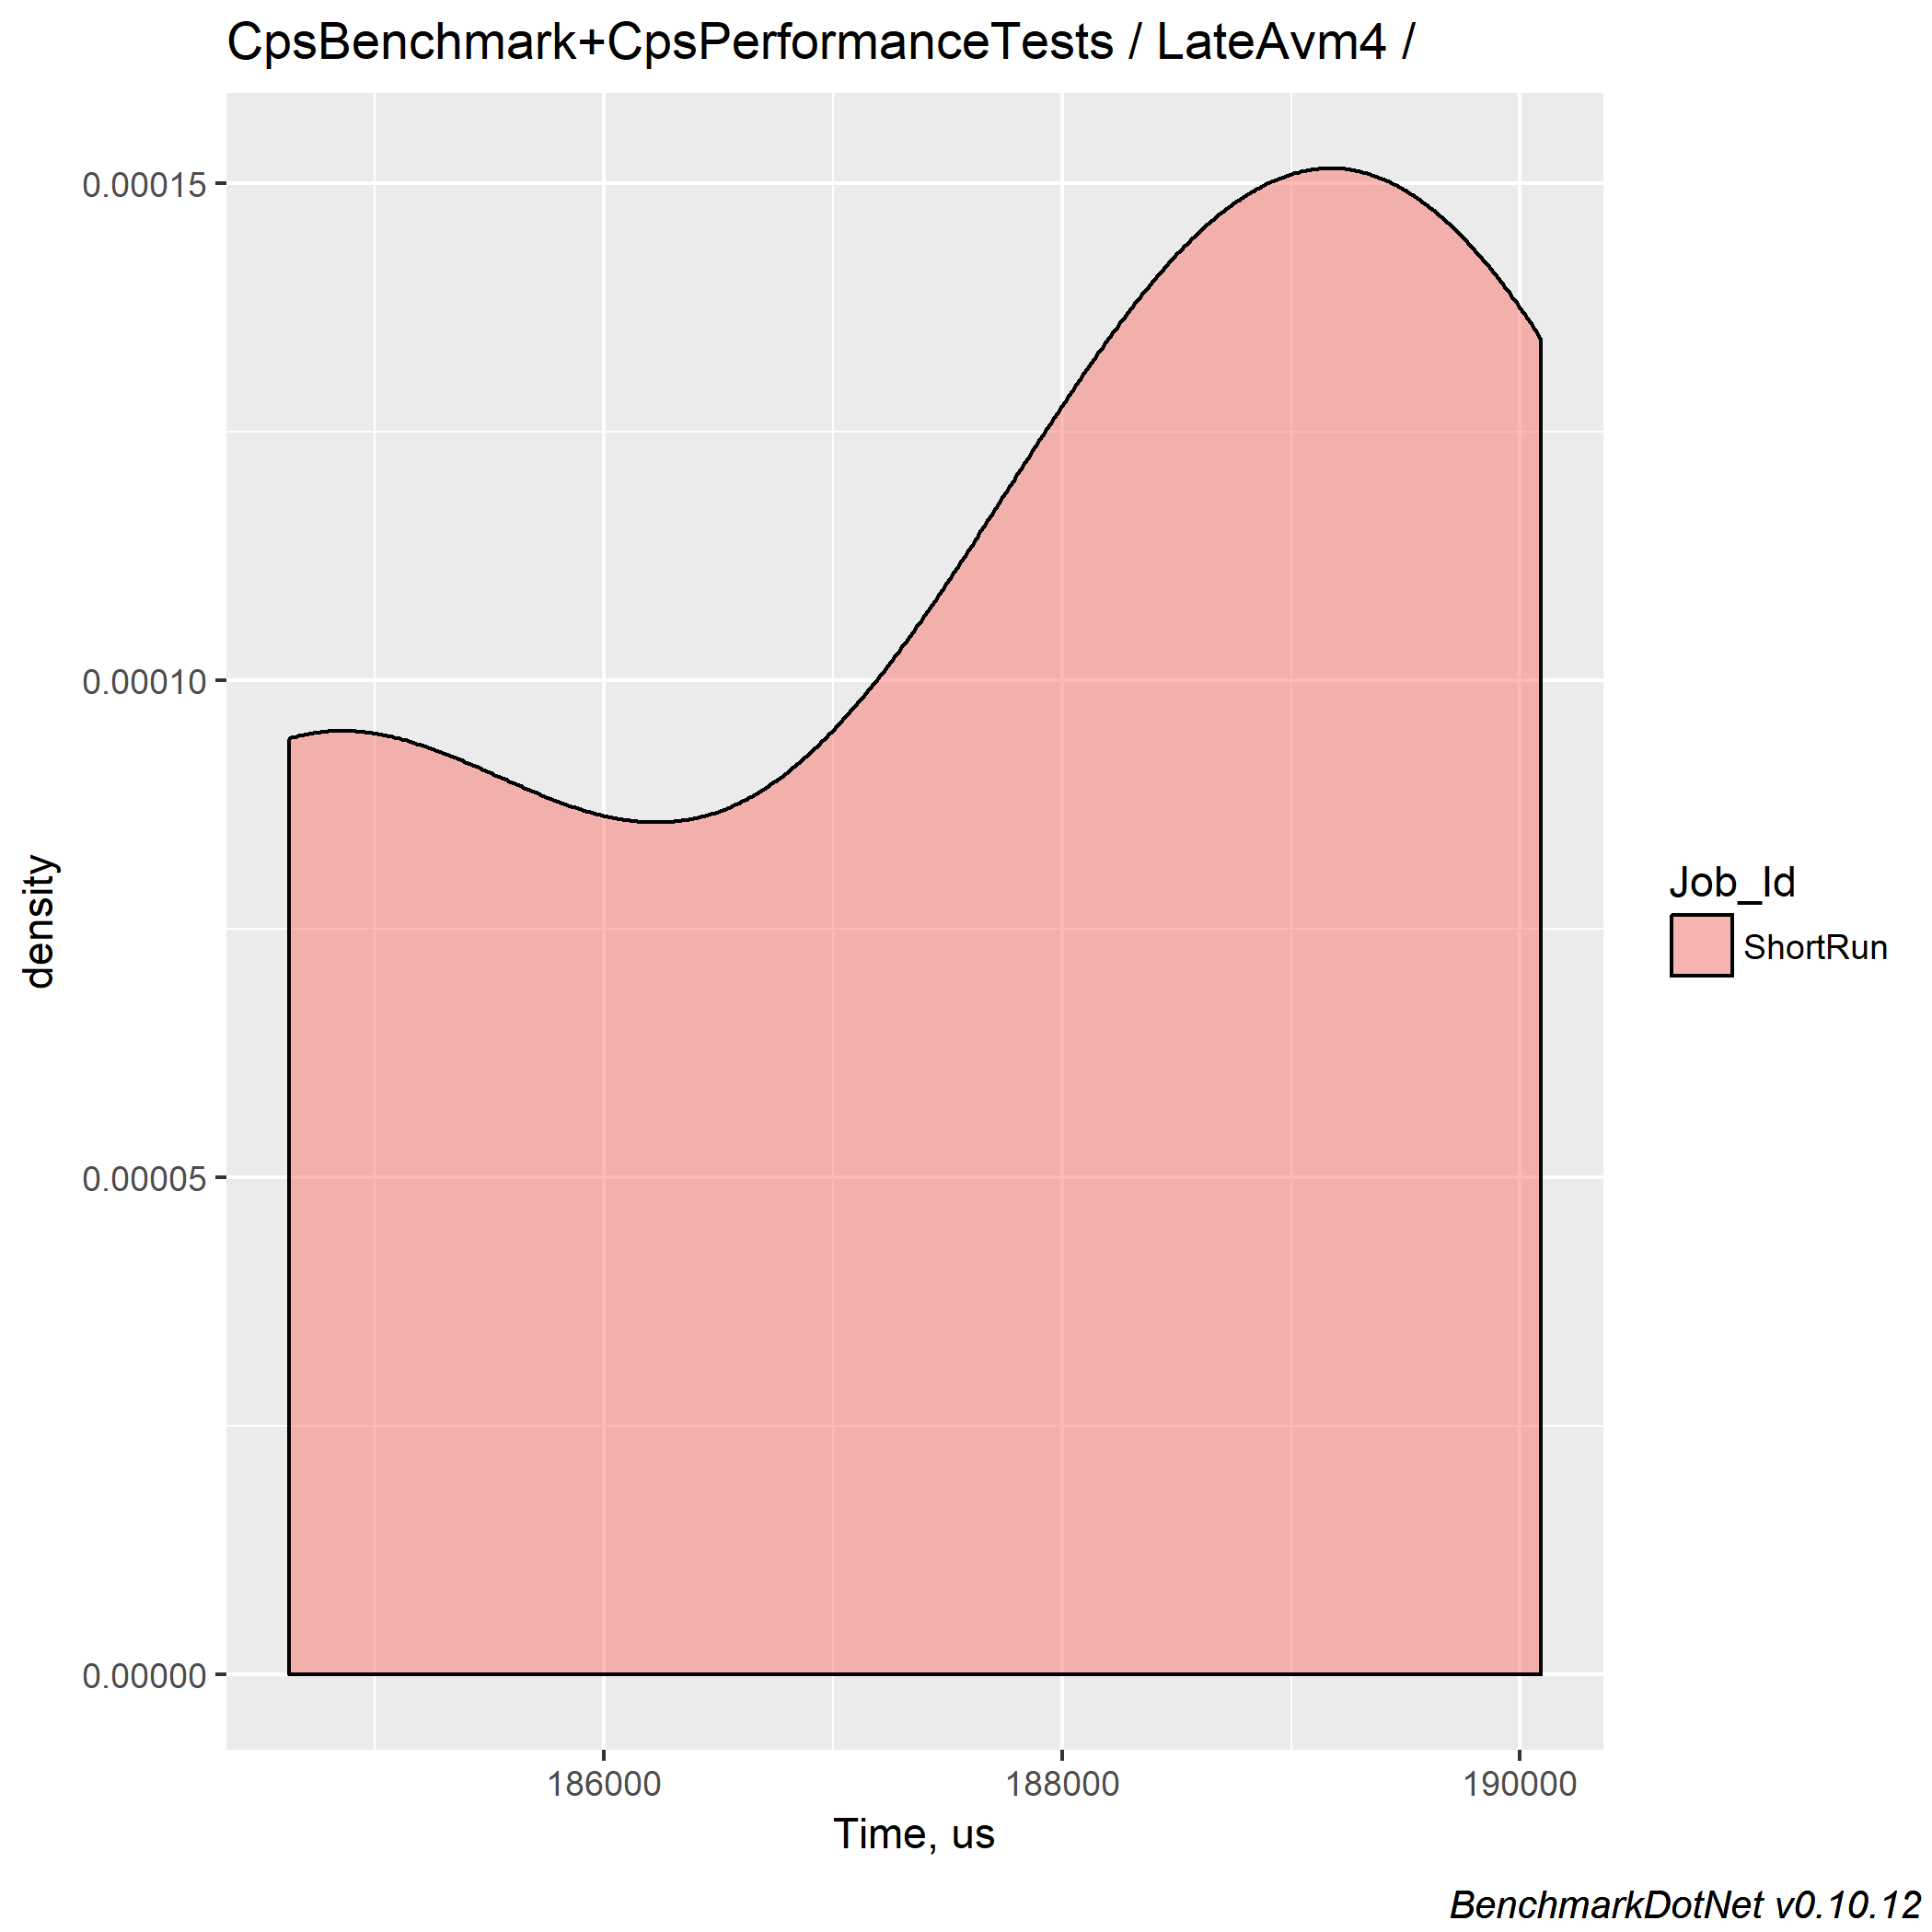 CpsBenchmark+CpsPerformanceTests / LateAvm4 /
density
0.00015
0.00010
0.00005
0.00000
186000 188000 190000
Time, us
Job_Id
ShortRun
BenchmarkDotNet v0.10.12